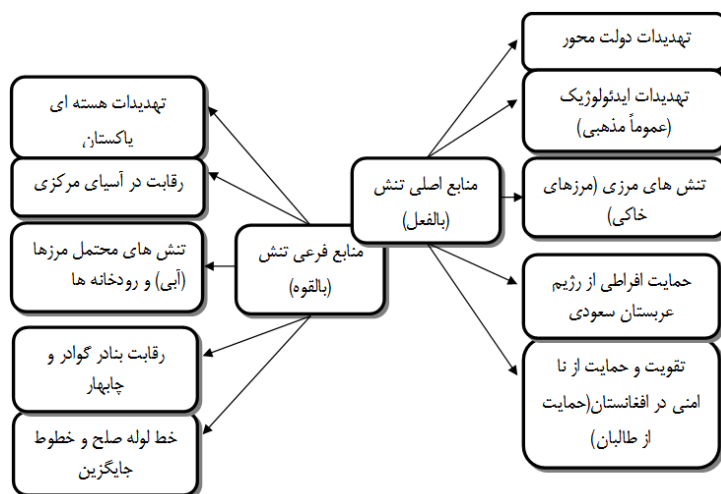 تهدیدات دولت محور
تهدیدات ایدئولوژیک
(عموماً مذهبی)
منابع اصلی تنش
(بالفعل)
تنش های مرزی (مرزهای
خاکی)
حمایت افراطی از رژیم
عربستان سعودی
تقویت و حمایت از نا
امنی در افغانستان(حمایت
از طالبان)
تهدیدات هسته ای
پاکستان
رقابت در آسیای مرکزی
منابع فرعی تنش
(بالقوه)
تنش های محتمل مرزها
(آبی) و رودخانه ها
رقابت بنادر گوادر و
چابهار
خط لوله صلح و خطوط
جایگزین